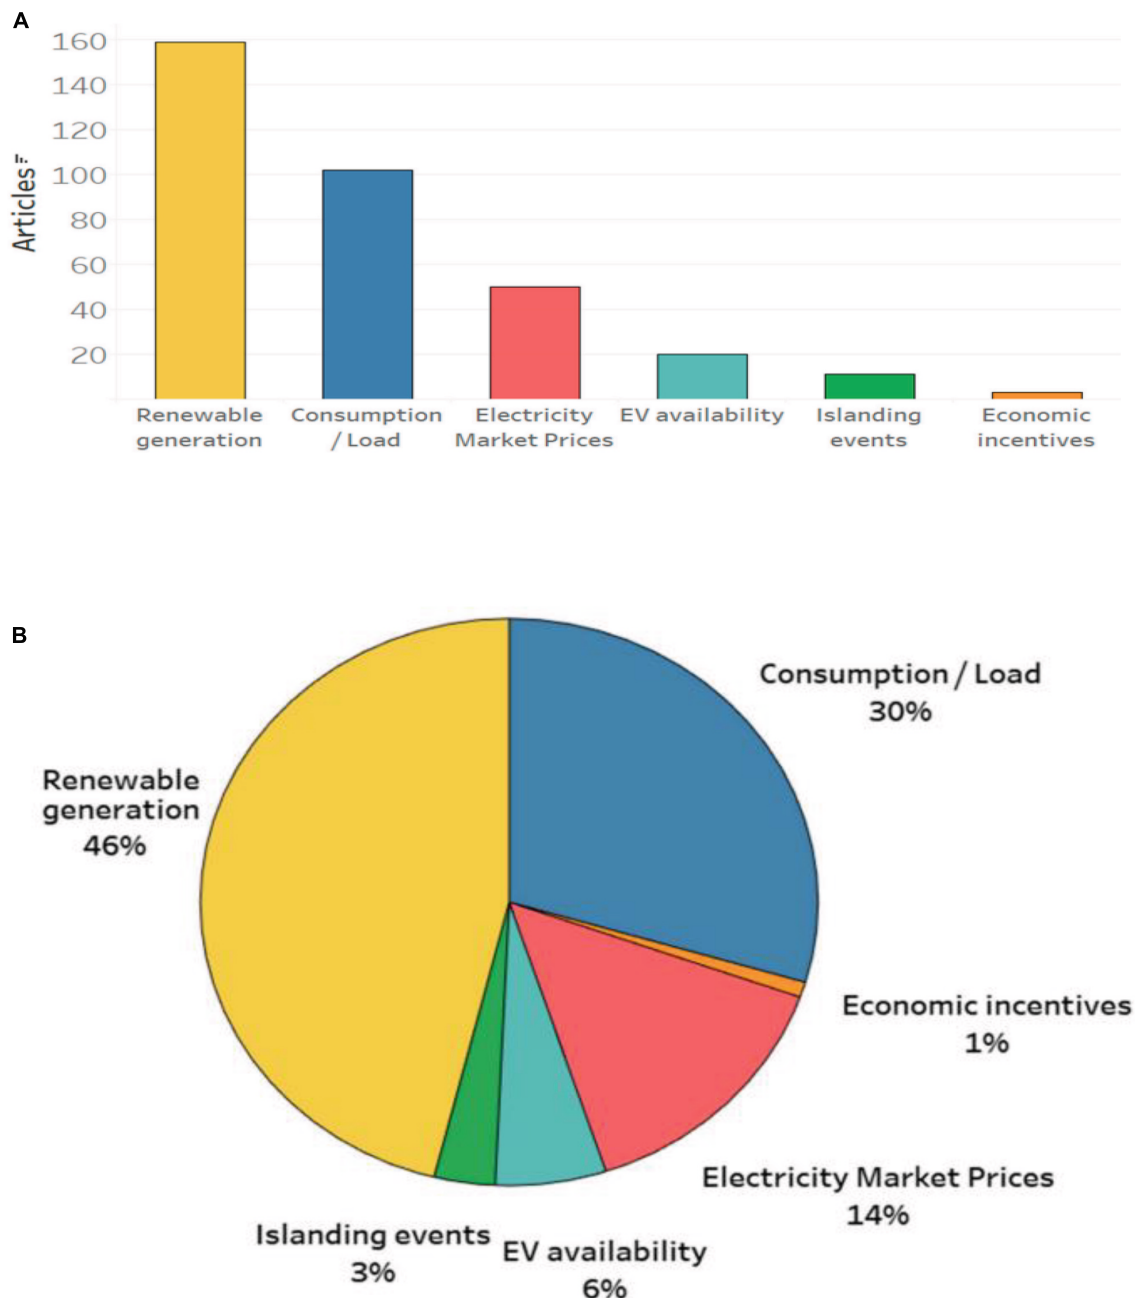 A
160
140
120
100
80
60
40
20
Articles
Renewable
generation
Consumption
/ Load
Electricity
Market Prices
EV availability
Islanding
events
Economic
incentives
B
Consumption / Load
30%
Renewable
generation
46%
Economic incentives
1%
Electricity Market Prices
14%
Islanding events
3%
EV availability
6%